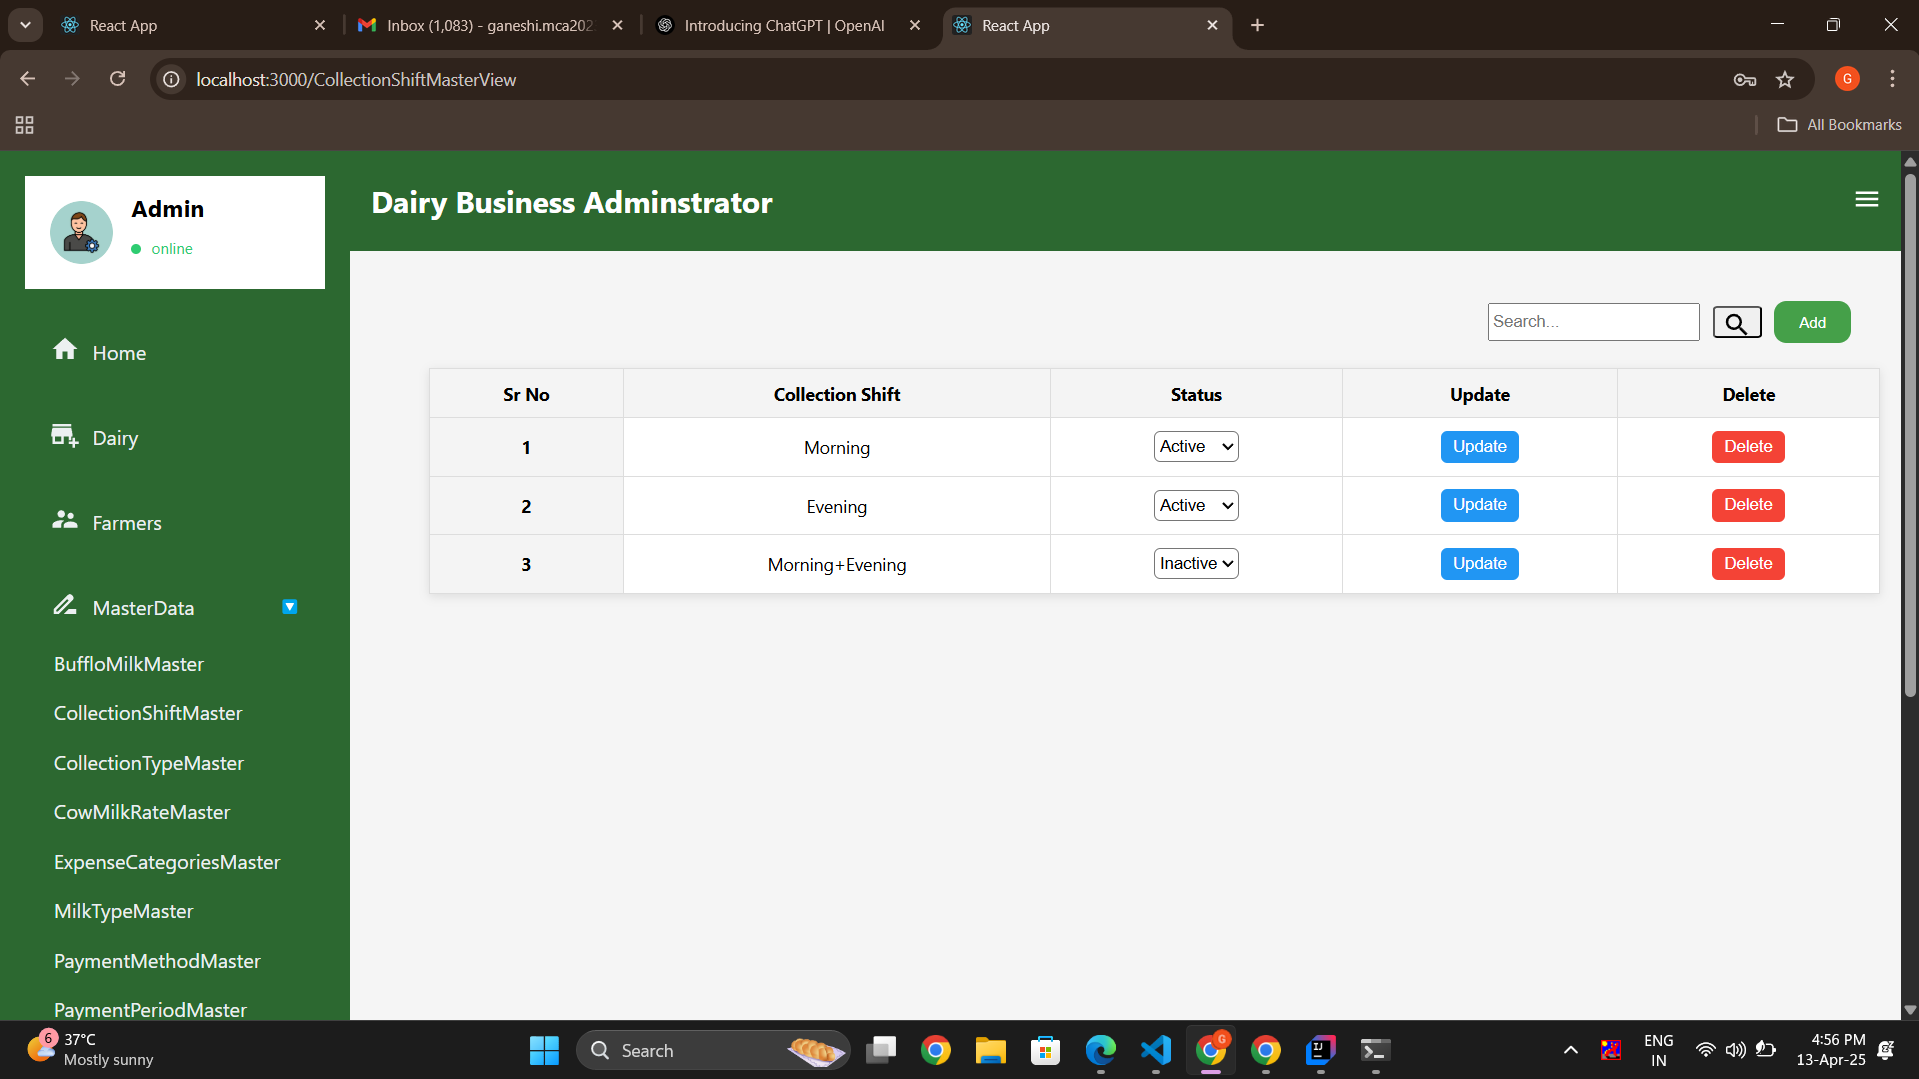 React App
Inbox (1,083) - ganeshi.mca202
Introducing ChatGPT | OpenAI
React App
localhost:3000/CollectionShiftMasterView
G
All Bookmarks
Admin
online
Dairy Business Adminstrator
Home
Dairy
Farmers
MasterData
BuffloMilkMaster
CollectionShiftMaster
CollectionTypeMaster
CowMilkRateMaster
ExpenseCategoriesMaster
MilkTypeMaster
PaymentMethodMaster
PaymentPeriodMaster
Search...
Add
Sr No Collection Shift Status Update Delete
1 Morning Active Update Delete
2 Evening Active Update Delete
3 Morning+Evening Inactive Update Delete
6
37°C
Mostly sunny
Search
G
IJ
ENG
IN
4:56 PM
13-Apr-25